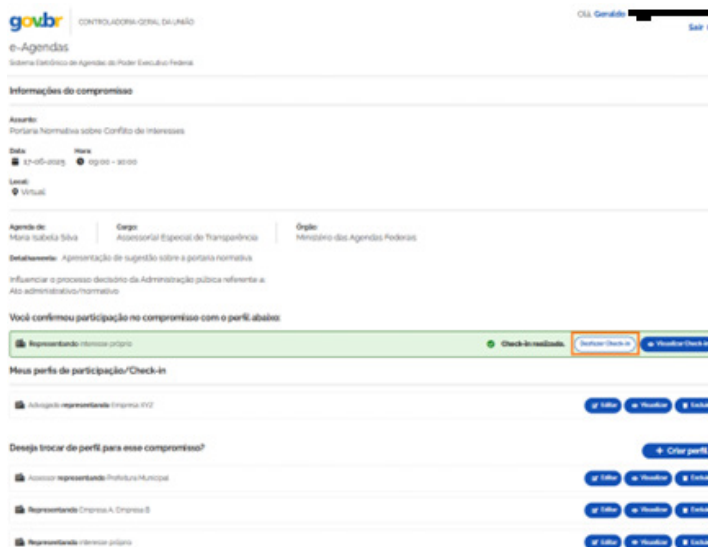 gov.br CONTROLADORIA-GERAL DA UNIÃO
Olá, Geraldo
Sair
e-Agendas
Sistema Eletrônico de Agendas do Poder Executivo Federal
Informações do compromisso
Assunto:
Portaria Normativa sobre Conflito de Interesses
Data: Hora:
17-06-2025 09:00 - 10:00
Local:
Virtual
Agenda de: Cargo: Órgão:
Maria Isabela Silva Assessor(a) Especial de Transparência Ministério das Agendas Federais
Detalhamento: Apresentação de sugestão sobre a portaria normativa.
Influenciar o processo decisório da Administração pública referente a:
Ato administrativo/normativo
Você confirmou participação no compromisso com o perfil abaixo:
Representando interesse próprio Check-in realizado. Desfazer Check-in Visualizar Check-in
Meus perfis de participação/Check-in
Advogado representando Empresa XYZ Editar Visualizar Excluir
Deseja trocar de perfil para esse compromisso?
+ Criar perfil
Assessor representando Prefeitura Municipal Editar Visualizar Excluir
Representando Empresa A, Empresa B Editar Visualizar Excluir
Representando interesse próprio Editar Visualizar Excluir